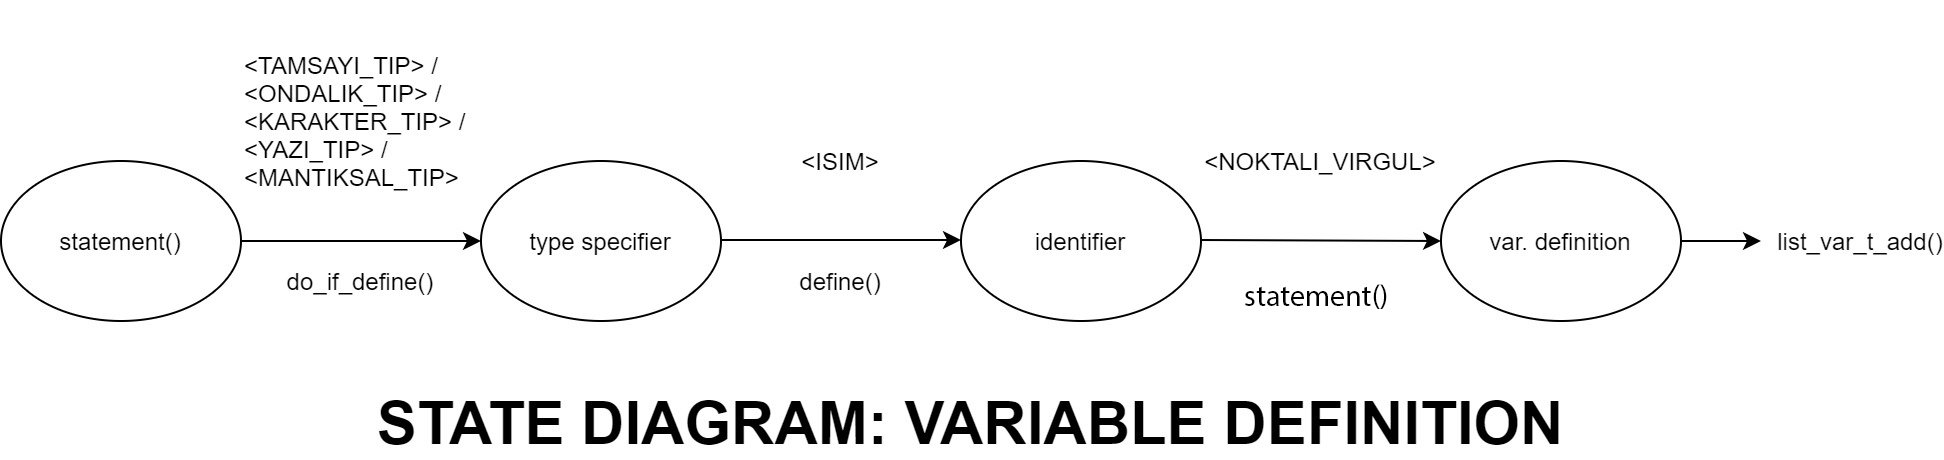 <TAMSAYI_TIP> /
<ONDALIK_TIP> /
<KARAKTER_TIP> /
<YAZI_TIP> /
<MANTIKSAL_TIP>
<ISIM>
<NOKTALI_VIRGUL>
statement()
type specifier
identifier
var. definition
list_var_t_add()
do_if_define()
define()
statement()
STATE DIAGRAM: VARIABLE DEFINITION